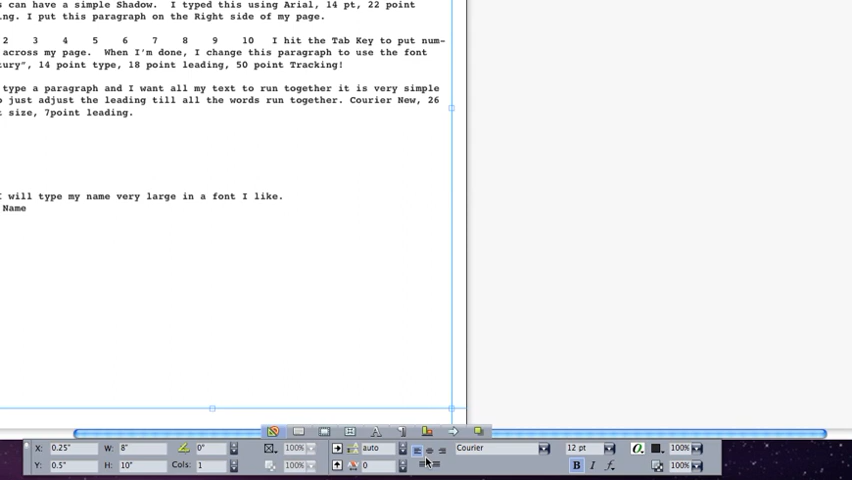 s can have a simple Shadow.  I typed this using Arial, 14 pt, 22 point
ing. I put this paragraph on the Right side of my page.
2    3    4    5    6    7    8    9    10   I hit the Tab Key to put num-
across my page.  When I'm done, I change this paragraph to use the font
tury", 14 point type, 18 point leading, 50 point Tracking!
type a paragraph and I want all my text to run together it is very simple
o just adjust the leading till all the words run together. Courier New, 26
t size, 7point leading.
I will type my name very large in a font I like.
Name
X: 0.25" W: 8" 0° 100% auto Courier 12 pt 100%
Y: 0.5" H: 10" Cols: 1 100% 0 B I f 100%